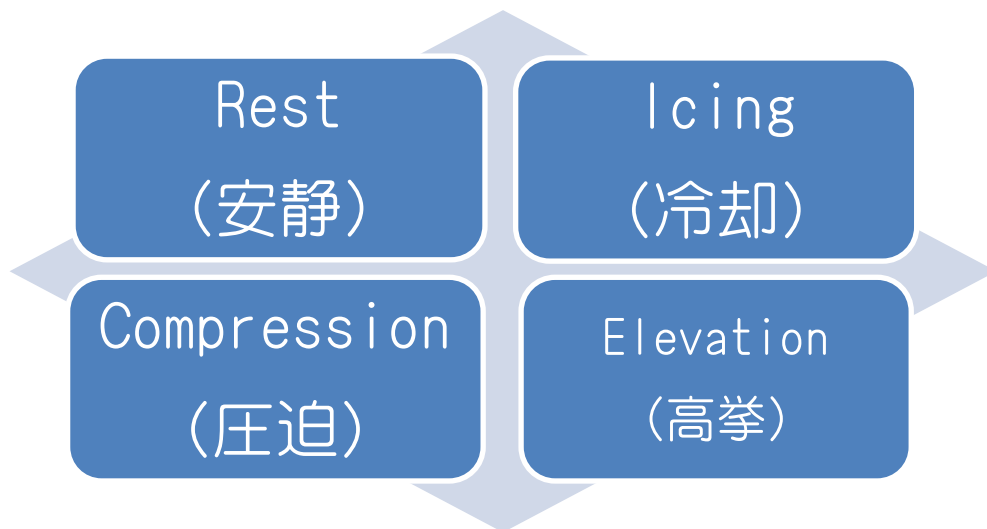 Rest
(安静)
Icing
(冷却)
Compression
(圧迫)
Elevation
(高挙)